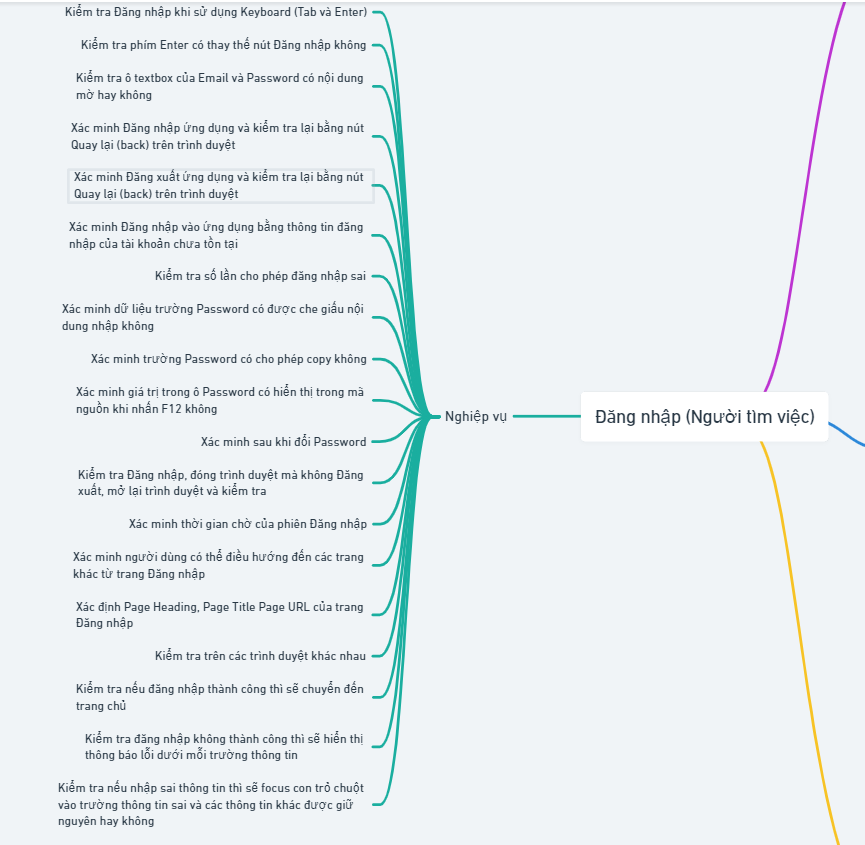 Kiểm tra Đăng nhập khi sử dụng Keyboard (Tab và Enter)
Kiểm tra phím Enter có thay thế nút Đăng nhập không
Kiểm tra ô textbox của Email và Password có nội dung
mờ hay không
Xác minh Đăng nhập ứng dụng và kiểm tra lại bằng nút
Quay lại (back) trên trình duyệt
Xác minh Đăng xuất ứng dụng và kiểm tra lại bằng nút
Quay lại (back) trên trình duyệt
Xác minh Đăng nhập vào ứng dụng bằng thông tin đăng
nhập của tài khoản chưa tồn tại
Kiểm tra số lần cho phép đăng nhập sai
Xác minh dữ liệu trường Password có được che giấu nội
dung nhập không
Xác minh trường Password có cho phép copy không
Xác minh giá trị trong ô Password có hiển thị trong mà
nguồn khi nhấn F12 không
Xác minh sau khi đổi Password
Kiểm tra Đăng nhập, đóng trình duyệt mà không Đăng
xuất, mở lại trình duyệt và kiểm tra
Xác minh thời gian chờ của phiên Đăng nhập
Xác minh người dùng có thể điều hướng đến các trang
khác từ trang Đăng nhập
Xác định Page Heading, Page Title Page URL của trang
Đăng nhập
Kiểm tra trên các trình duyệt khác nhau
Kiểm tra nếu đăng nhập thành công thì sẽ chuyển đến
trang chủ
Kiểm tra đăng nhập không thành công thì sẽ hiển thị
thông báo lỗi dưới mỗi trường thông tin
Kiểm tra nếu nhập sai thông tin thì sẽ focus con trỏ chuột
vào trường thông tin sai và các thông tin khác được giữ
nguyên hay không
Nghiệp vụ
Đăng nhập (Người tìm việc)